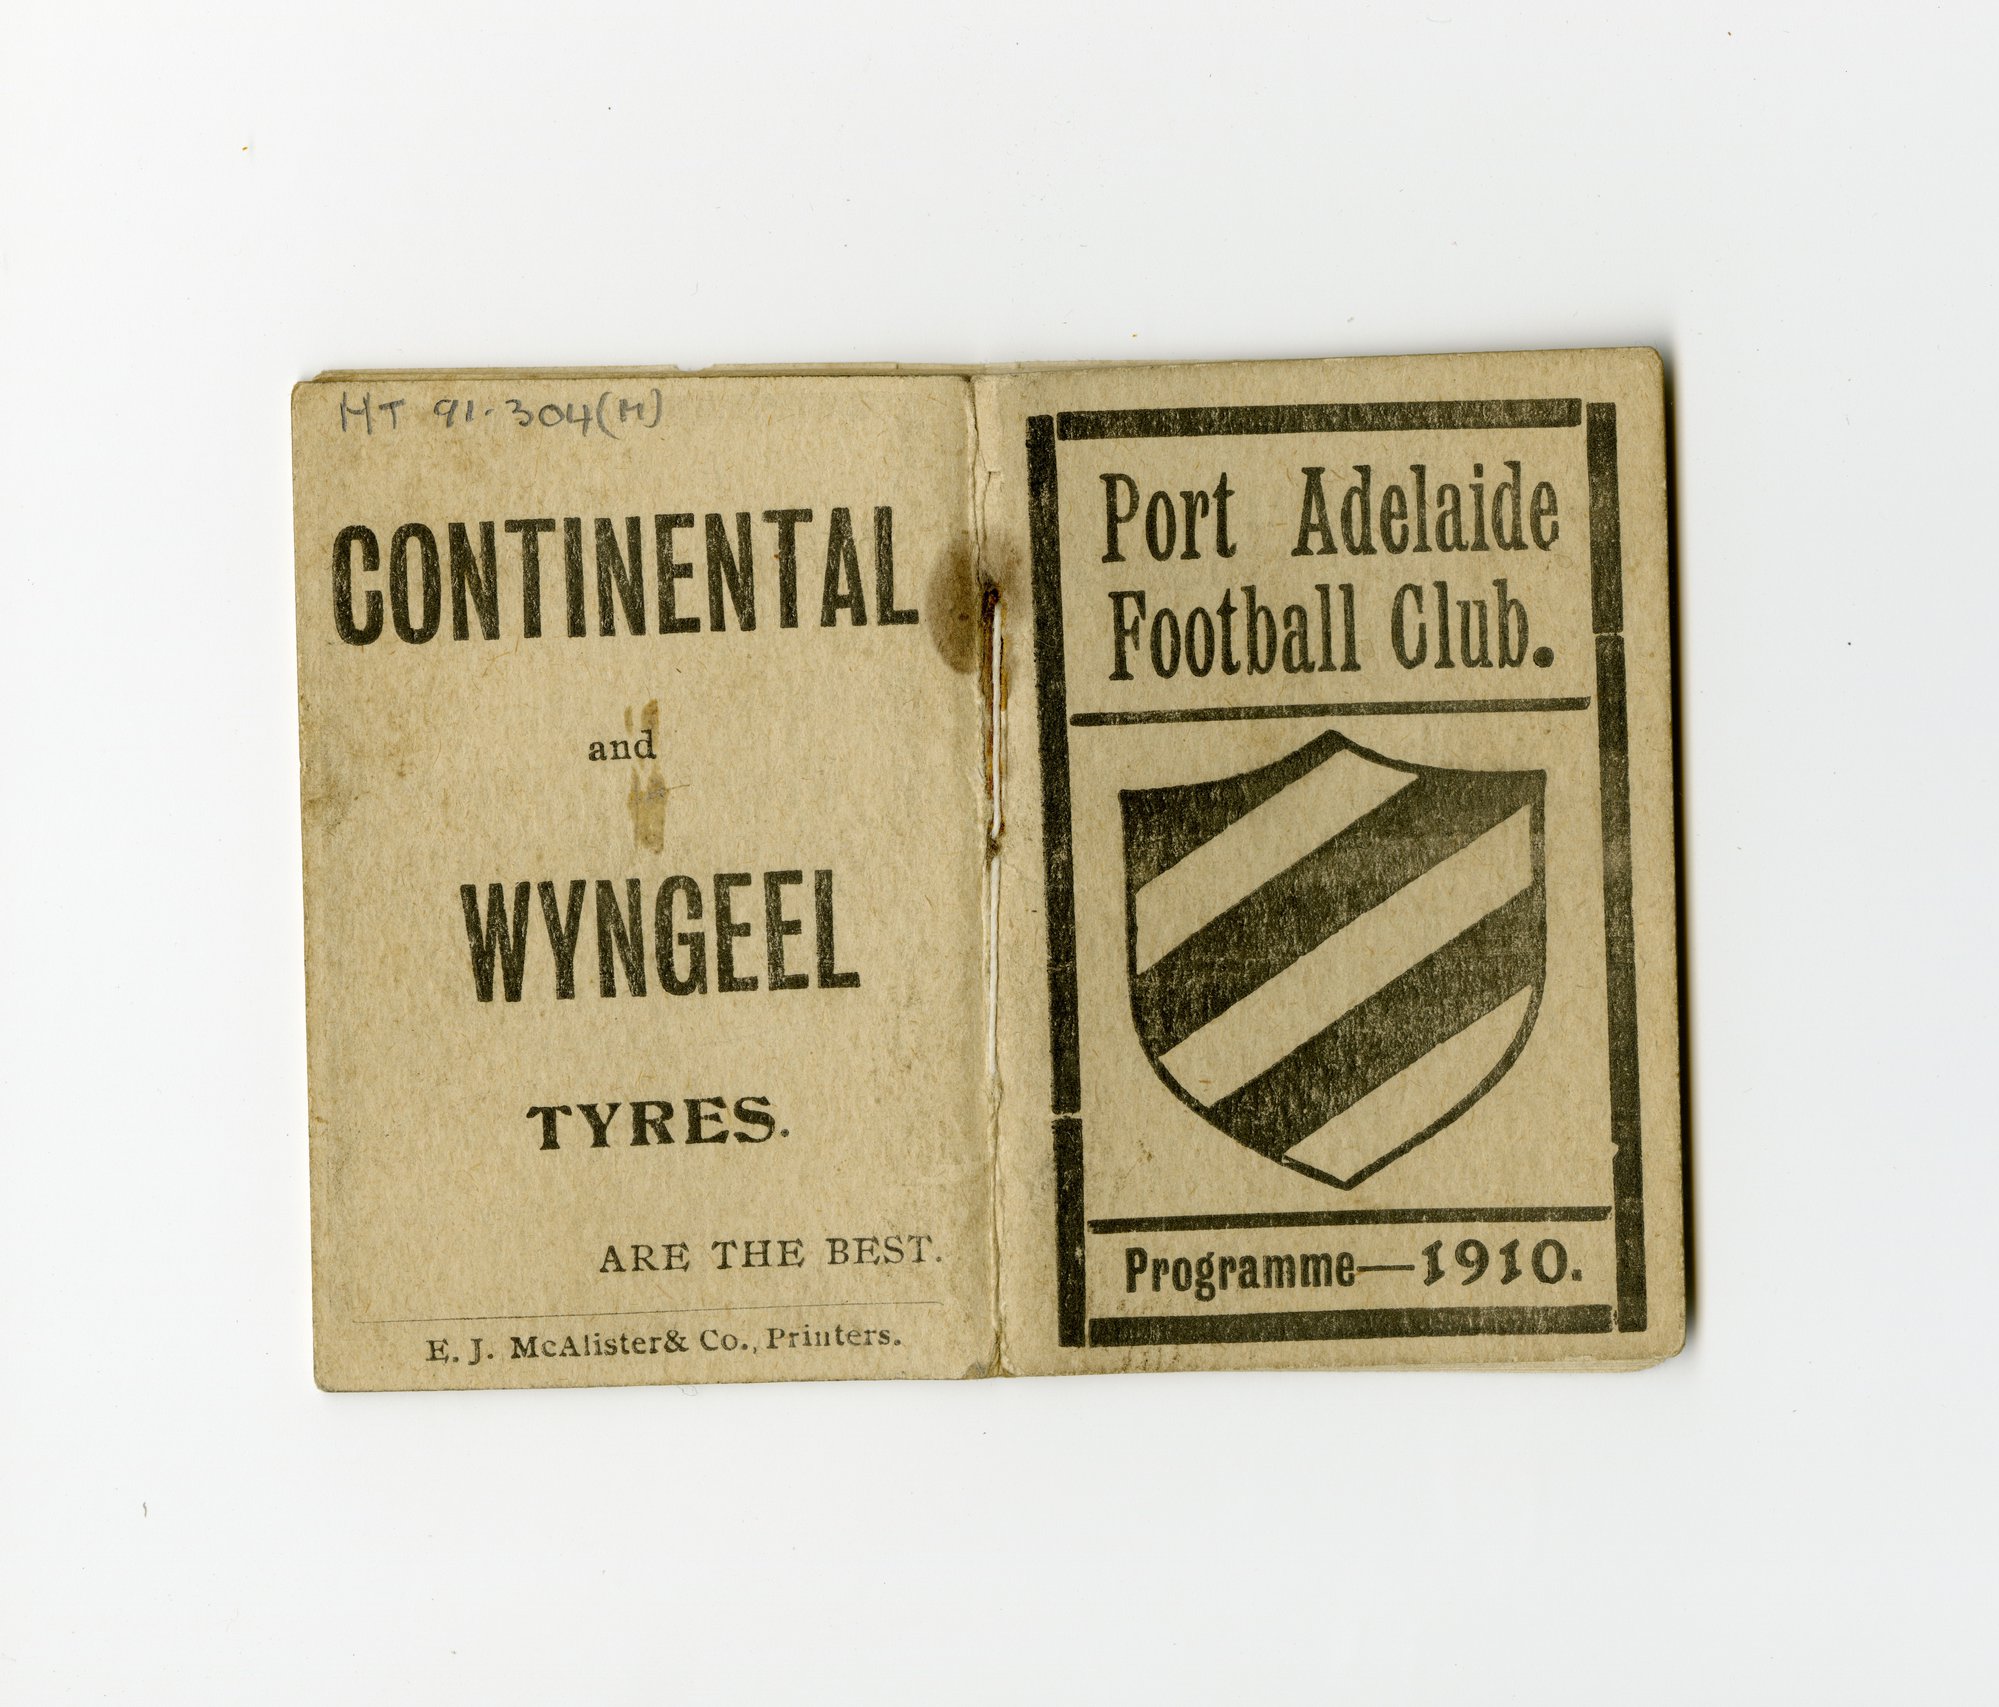 HT 91.304(M)
CONTINENTAL
and
WYNGEEL
TYRES.
ARE THE BEST.
E. J. McAlister& Co., Printers.
Port Adelaide
Football Club.
Programme—1910.